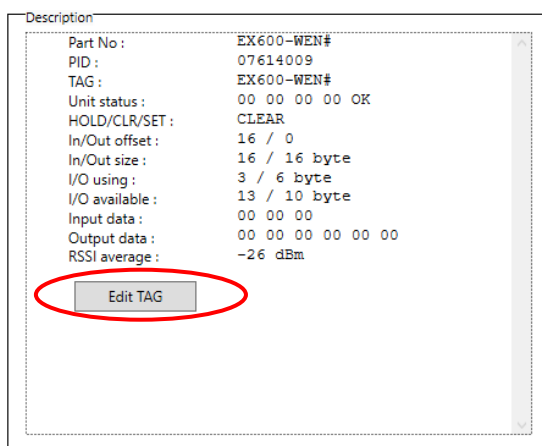 Description
Part No : EX600-WEN#
PID : 07614009
TAG : EX600-WEN#
Unit status : 00 00 00 00 OK
HOLD/CLR/SET : CLEAR
In/Out offset : 16 / 0
In/Out size : 16 / 16 byte
I/O using : 3 / 6 byte
I/O available : 13 / 10 byte
Input data : 00 00 00
Output data : 00 00 00 00 00 00
RSSI average : -26 dBm
Edit TAG